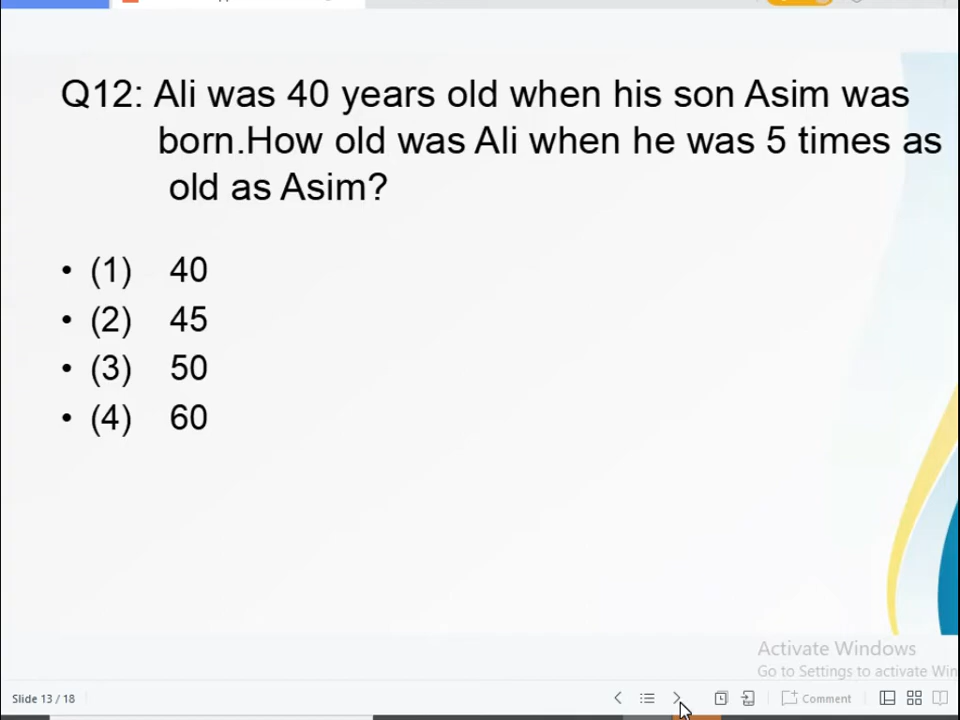 Q12: Ali was 40 years old when his son Asim was
born.How old was Ali when he was 5 times as
old as Asim?
• (1) 40
• (2) 45
• (3) 50
• (4) 60
Activate Windows
Go to Settings to activate Win
Slide 13 / 18
Comment